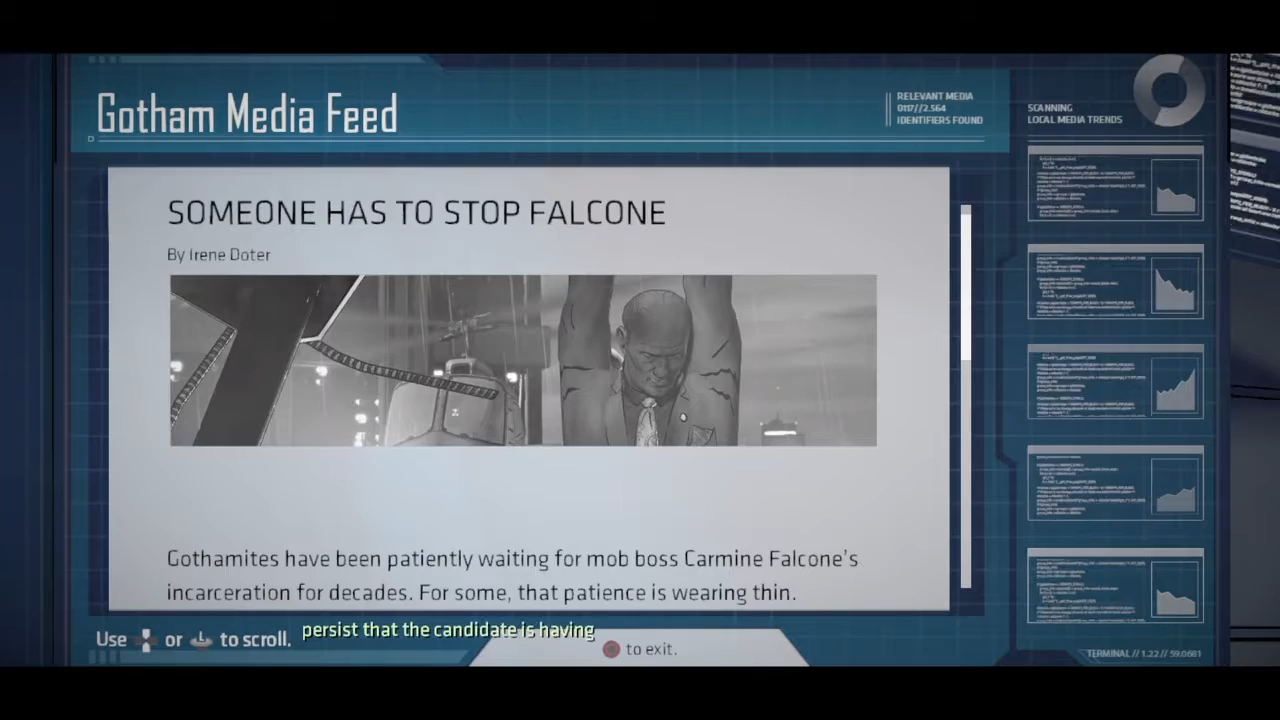 Gotham Media Feed
RELEVANT MEDIA
0117//2.564
IDENTIFIERS FOUND
SCANNING
LOCAL MEDIA TRENDS
SOMEONE HAS TO STOP FALCONE
By Irene Doter
Gothamites have been patiently waiting for mob boss Carmine Falcone's
incarceration for decades. For some, that patience is wearing thin.
Use or L to scroll.
persist that the candidate is having
to exit.
TERMINAL // 1.22 // 59.0681